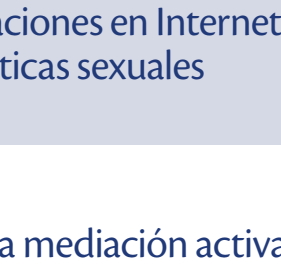 aciones en Internet
ticas sexuales
a mediación activa